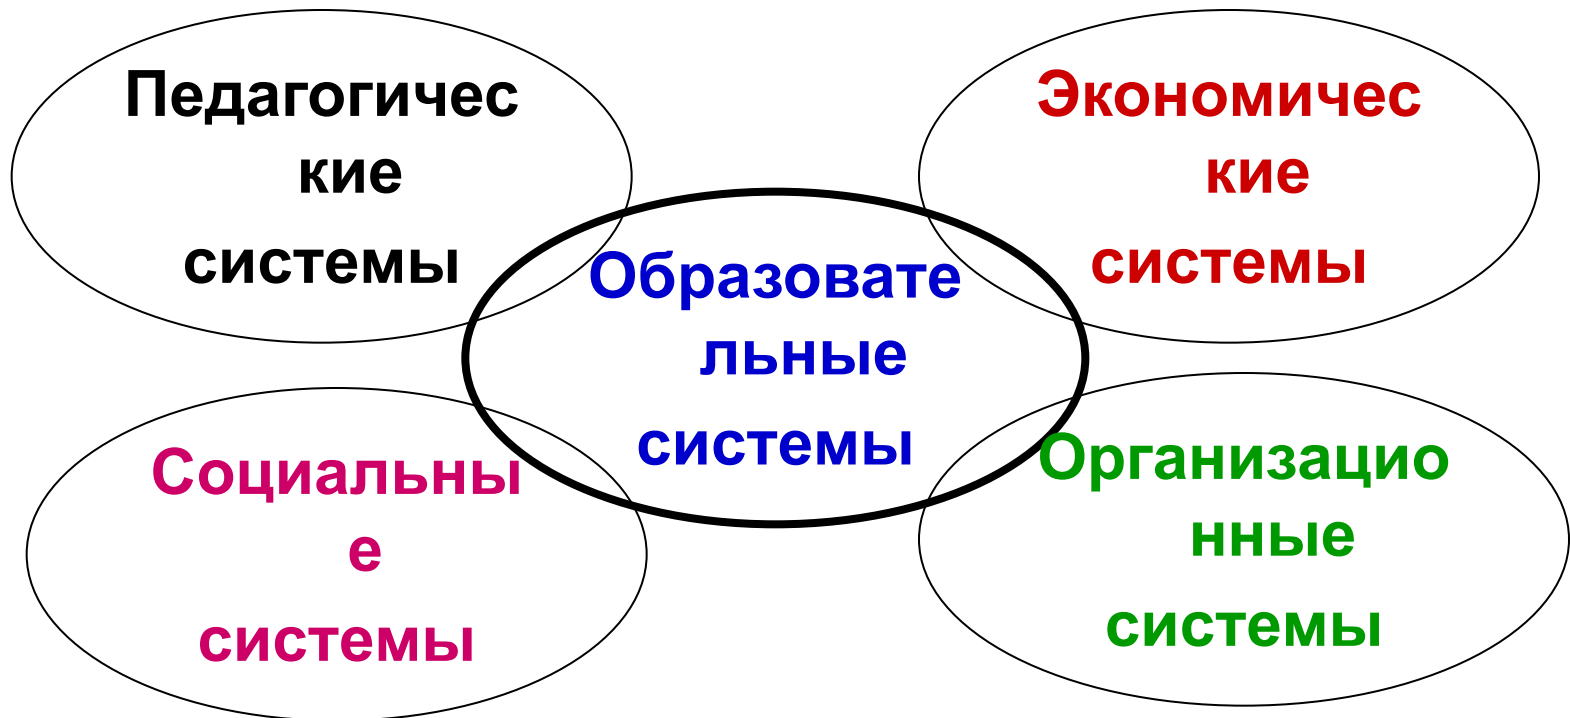 Педагогичес
кие
системы
Экономичес
кие
системы
Образовате
льные
системы
Социальны
е
системы
Организацио
нные
системы